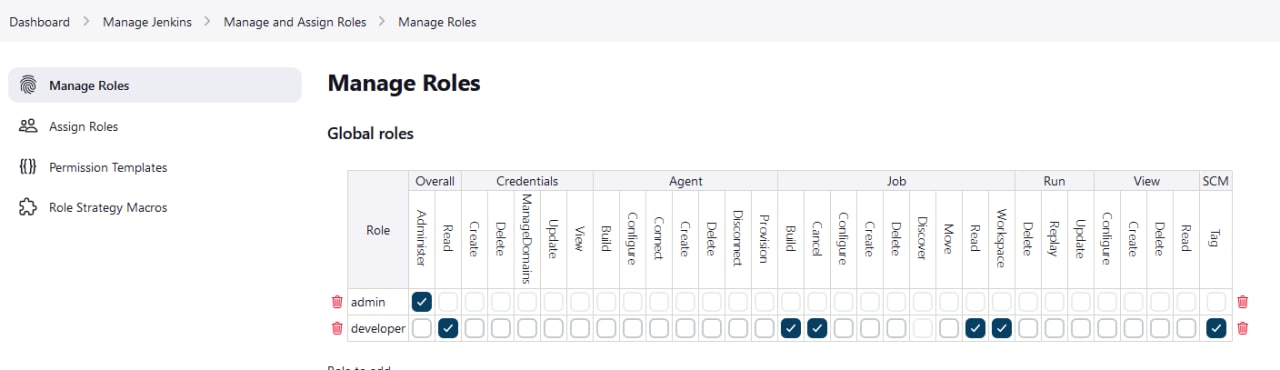 Dashboard > Manage Jenkins > Manage and Assign Roles > Manage Roles
Manage Roles
Assign Roles
Permission Templates
Role Strategy Macros
Manage Roles
Global roles
Role Overall Credentials Agent Job Run View SCM
Administer Read Create Delete ManageDomains Update View Build Configure Connect Create Delete Disconnect Provision Build Cancel Configure Create Delete Discover Move Read Workspace Delete Replay Update Configure Create Delete Read Tag
admin
developer
Role to add